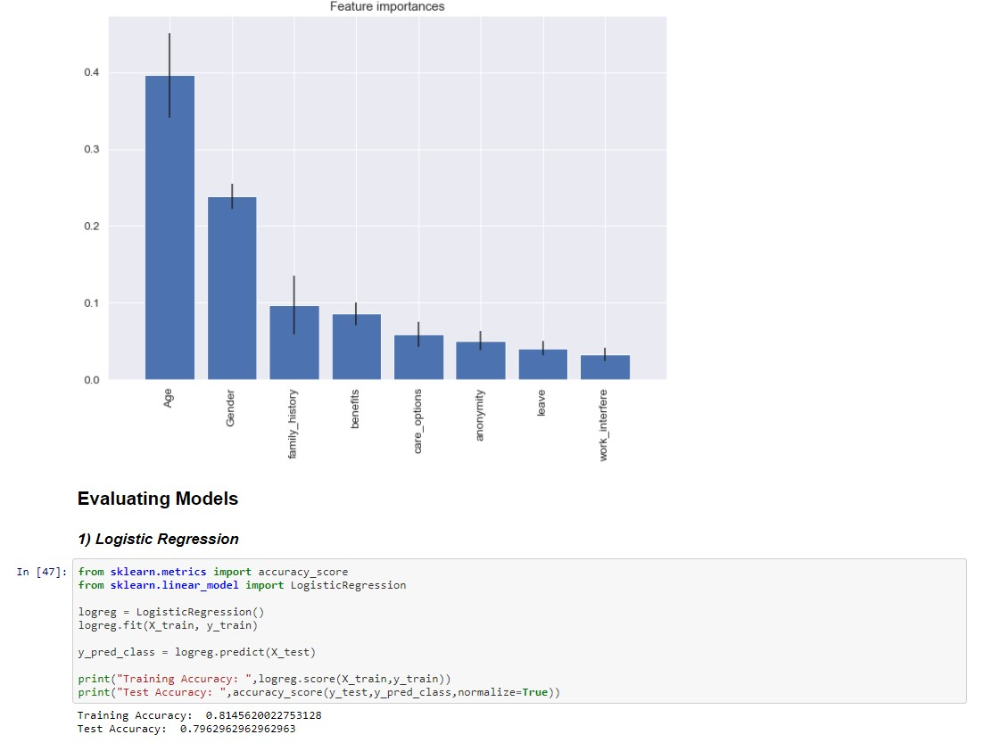 Feature importances
0.4
0.3
0.2
0.1
0.0
Age
Gender
family_history
benefits
care_options
anonymity
leave
work_interfere
Evaluating Models
1) Logistic Regression
In [47]:
from sklearn.metrics import accuracy_score
from sklearn.linear_model import LogisticRegression
logreg = LogisticRegression()
logreg.fit(X_train, y_train)
y_pred_class = logreg.predict(X_test)
print("Training Accuracy: ",logreg.score(X_train,y_train))
print("Test Accuracy: ",accuracy_score(y_test,y_pred_class,normalize=True))
Training Accuracy:  0.8145620022753128
Test Accuracy:  0.7962962962962963